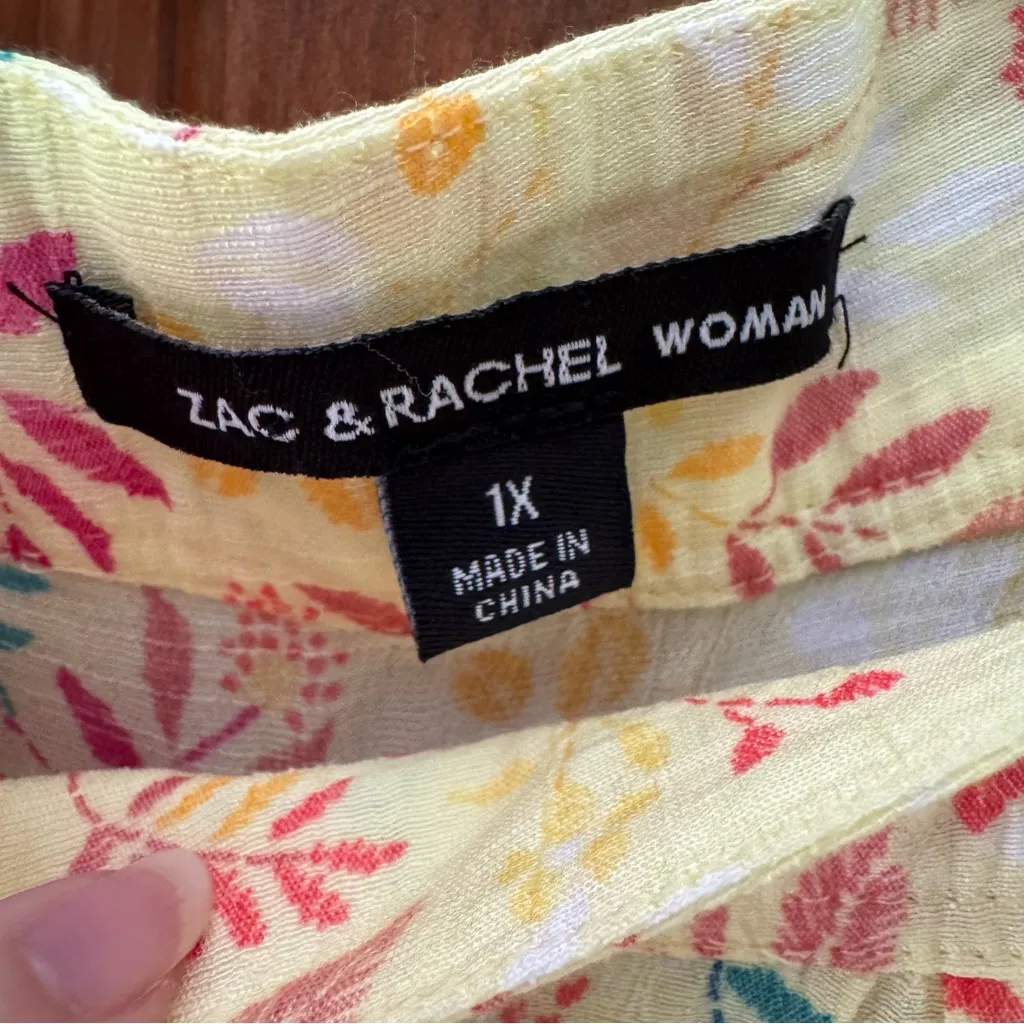 ZAC & RACHEL WOMAN
1X
MADE IN
CHINA